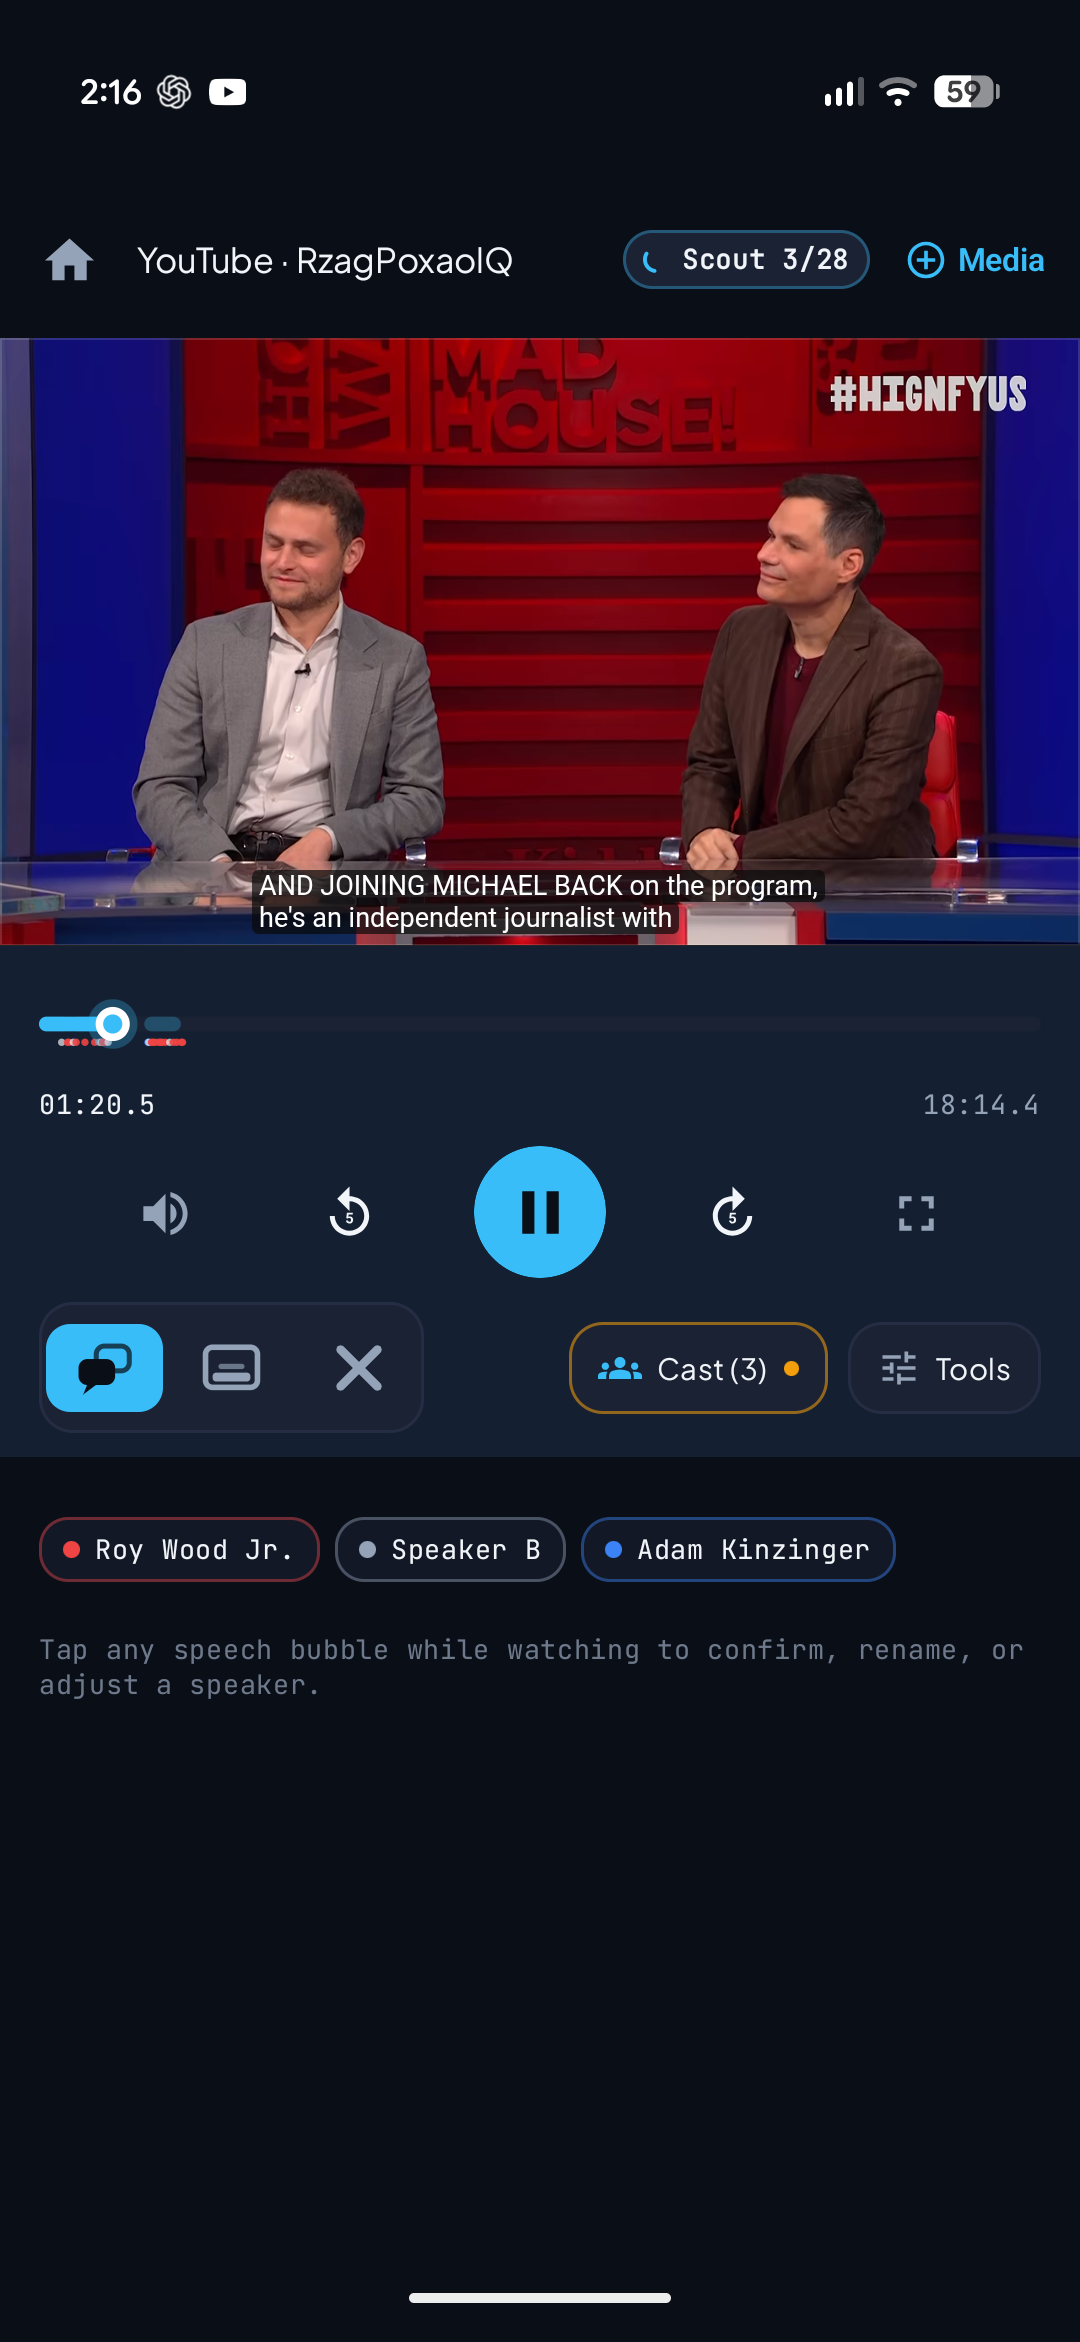 2:16
59
YouTube · RzagPoxaolQ
Scout 3/28
Media
MAD
HOUSE!
#HIGNFYUS
AND JOINING MICHAEL BACK on the program,
he's an independent journalist with
01:20.5
18:14.4
5
5
Cast (3)
Tools
Roy Wood Jr.
Speaker B
Adam Kinzinger
Tap any speech bubble while watching to confirm, rename, or
adjust a speaker.